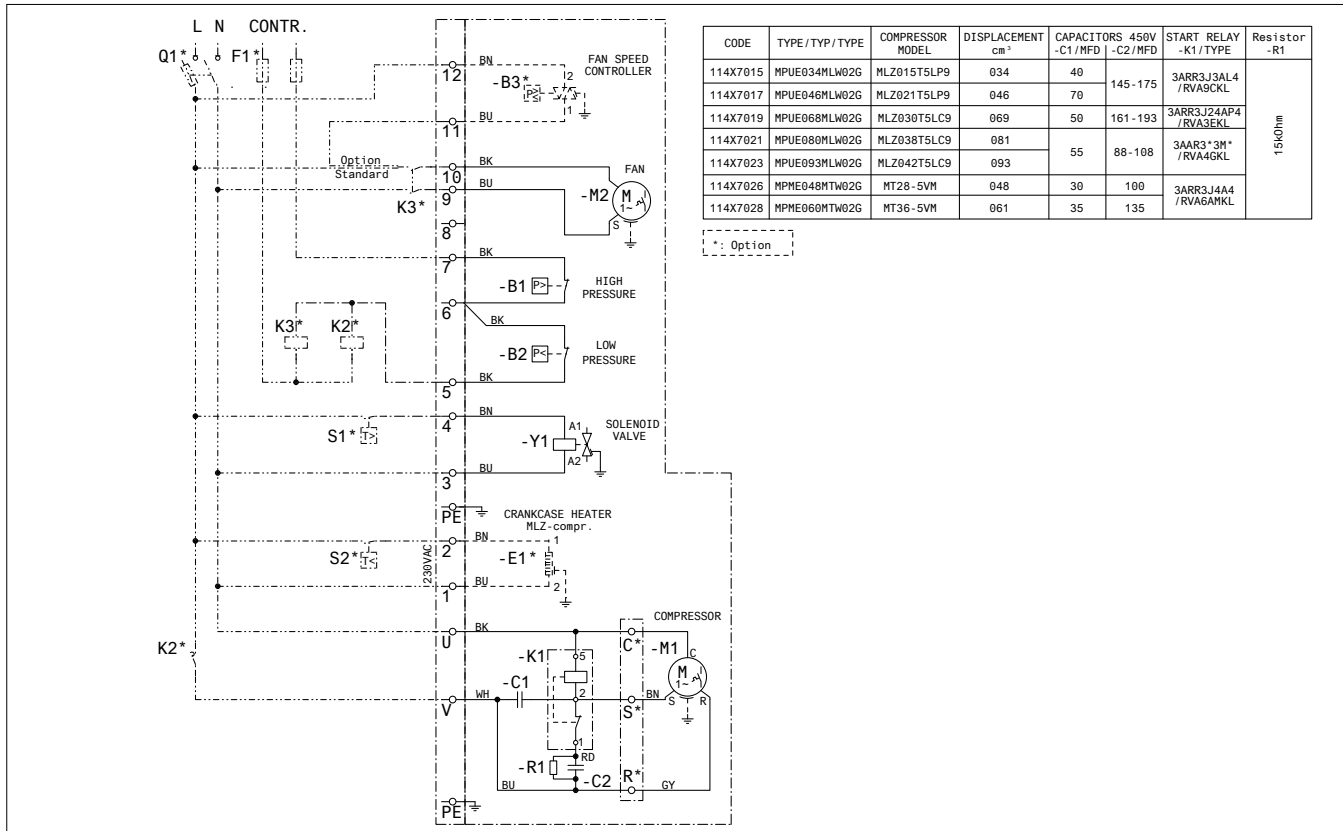 L N CONTR.
Q1* F1*
12 BN FAN SPEED
CONTROLLER
-B3* P> 2
1
11 BU
Option
Standard
10 BK FAN
9 BU -M2 M
1~
S
K3*
8
7 BK
-B1 P> HIGH
PRESSURE
6
BK
K3* K2*
-B2 P< LOW
PRESSURE
5 BK
4 BN
S1* T> A1 SOLENOID
VALVE
-Y1
A2
3 BU
PE
CRANKCASE HEATER
MLZ-compr.
2 BN 1
S2* T< -E1*
230VAC
1 BU 2
COMPRESSOR
U BK C* -M1
C
K2* -K1 5
M
1~
-C1 2
V WH S* BN S R
1
RD
-R1 -C2 R*
BU GY
PE
CODE TYPE/TYP/TYPE COMPRESSOR MODEL DISPLACEMENT cm³ CAPACITORS 450V -C1/MFD -C2/MFD START RELAY -K1/TYPE Resistor -R1
114X7015 MPUE034MLW02G MLZ015T5LP9 034 40 145-175 3ARR3J3AL4 /RVA9CKL 15kOhm
114X7017 MPUE046MLW02G MLZ021T5LP9 046 70
114X7019 MPUE068MLW02G MLZ030T5LC9 069 50 161-193 3ARR3J24AP4 /RVA3EKL
114X7021 MPUE080MLW02G MLZ038T5LC9 081 55 88-108 3AAR3*3M* /RVA4GKL
114X7023 MPUE093MLW02G MLZ042T5LC9 093
114X7026 MPME048MTW02G MT28-5VM 048 30 100 3ARR3J4A4 /RVA6AMKL
114X7028 MPME060MTW02G MT36-5VM 061 35 135
*: Option